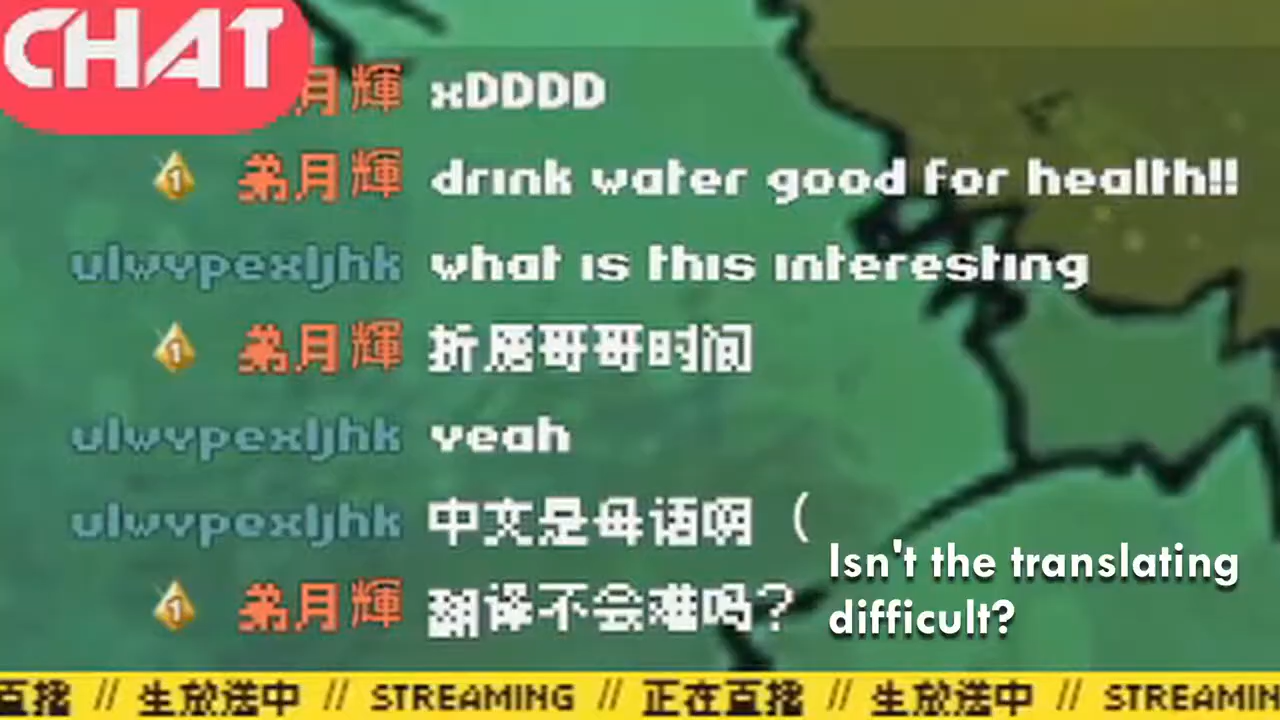 CHAT
月輝 xDDDD
1 弟月輝 drink water good for health!!
ulwvpexljhk what is this interesting
1 弟月輝 折磨哥哥时间
ulwvpexljhk yeah
ulwvpexljhk 中文是母语啊（
1 弟月輝 翻译不会难吗?
Isn't the translating
difficult?
直播 // 生放送中 // STREAMING // 正在直播 // 生放送中 // STREAMIN